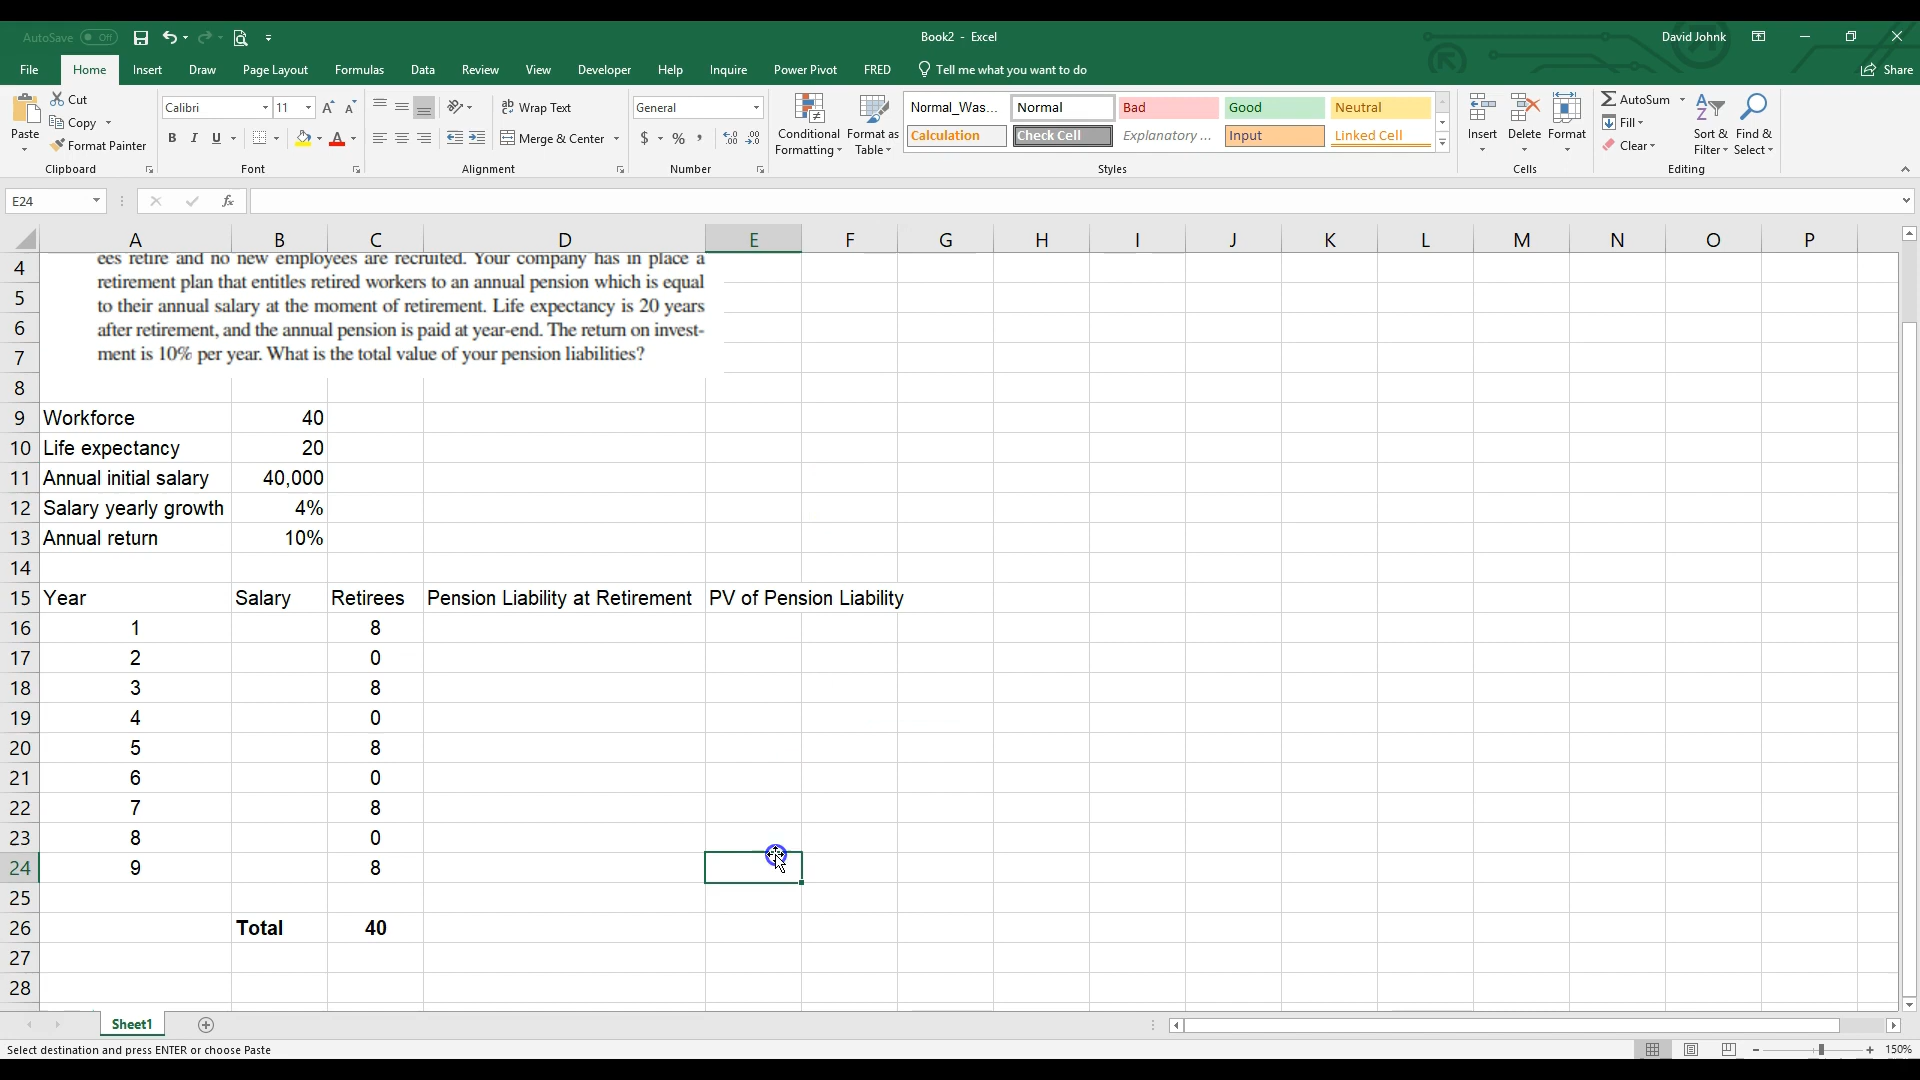 AutoSave Off
Book2 - Excel
David Johnk
File Home Insert Draw Page Layout Formulas Data Review View Developer Help Inquire Power Pivot FRED Tell me what you want to do Share
Paste Cut
Copy
Format Painter
Clipboard
Calibri 11
B I U
Font
Wrap Text
Merge & Center
Alignment
General
$ % ,
Number
Conditional Formatting
Format as Table
Normal_Was... Normal Bad Good Neutral
Calculation Check Cell Explanatory ... Input Linked Cell
Styles
Insert Delete Format
Cells
AutoSum
Fill
Clear
Sort & Filter
Find & Select
Editing
E24 fx
A B C D E F G H I J K L M N O P
4 ees retire and no new employees are recruited. Your company has in place a
retirement plan that entitles retired workers to an annual pension which is equal
5 to their annual salary at the moment of retirement. Life expectancy is 20 years
6 after retirement, and the annual pension is paid at year-end. The return on invest-
7 ment is 10% per year. What is the total value of your pension liabilities?
8
9 Workforce 40
10 Life expectancy 20
11 Annual initial salary 40,000
12 Salary yearly growth 4%
13 Annual return 10%
14
15 Year Salary Retirees Pension Liability at Retirement PV of Pension Liability
16 1 8
17 2 0
18 3 8
19 4 0
20 5 8
21 6 0
22 7 8
23 8 0
24 9 8
25
26 Total 40
27
28
Sheet1
Select destination and press ENTER or choose Paste
150%